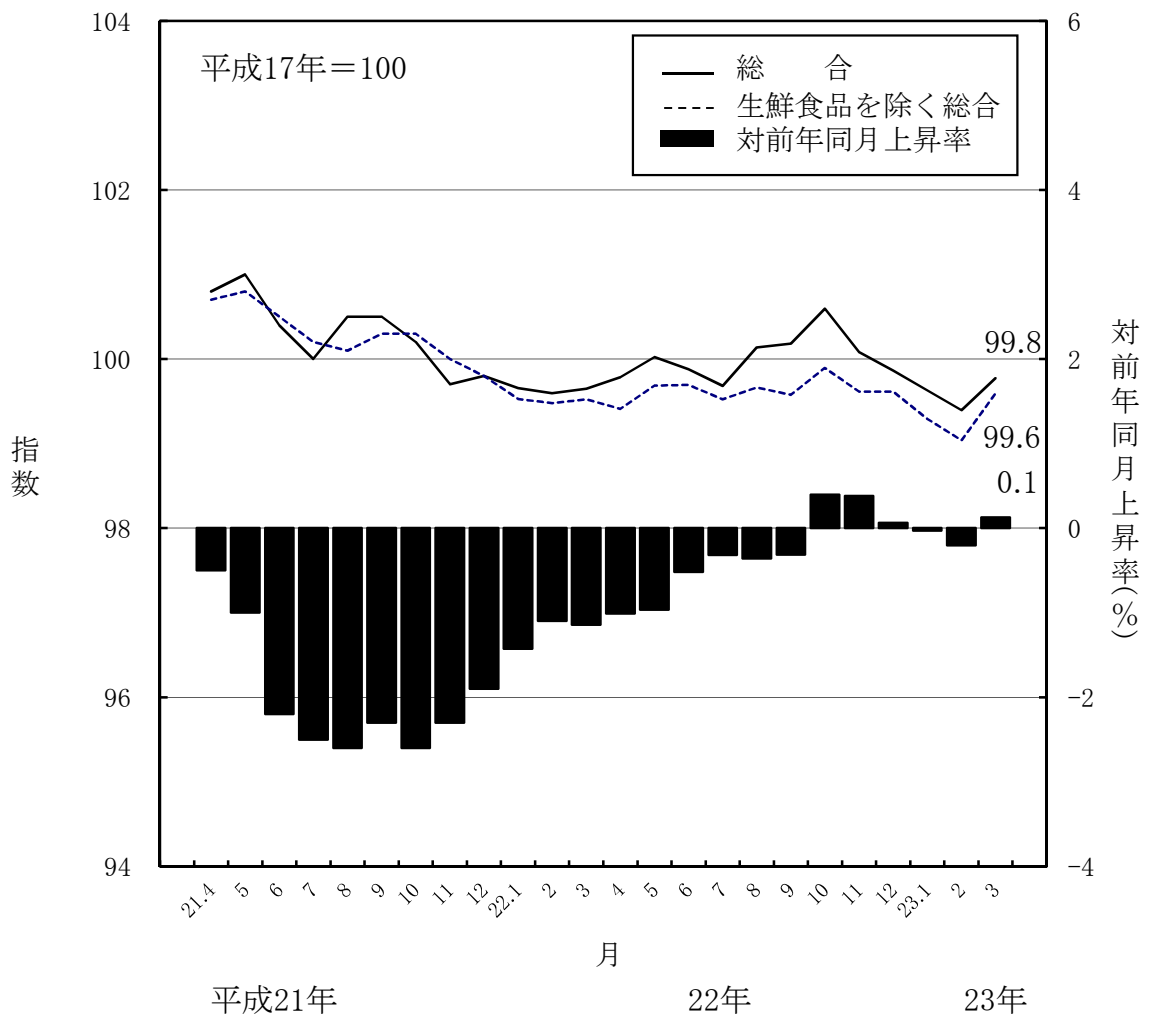 平成17年＝100
総　　合
生鮮食品を除く総合
対前年同月上昇率
104
102
100
98
96
94
6
4
2
0
−2
−4
指数
対前年同月上昇率(％)
99.8
99.6
0.1
21.4 5 6 7 8 9 10 11 12 22.1 2 3 4 5 6 7 8 9 10 11 12 23.1 2 3
月
平成21年 22年 23年